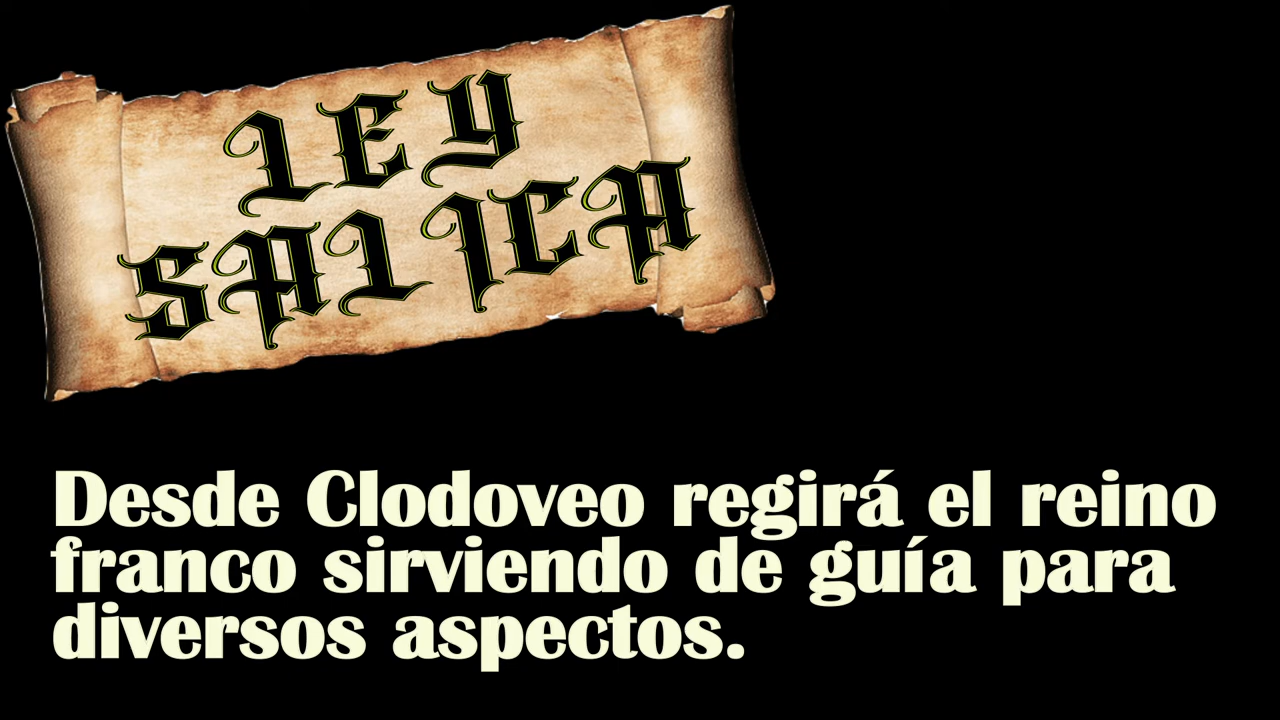 LEY
SALICA
Desde Clodoveo regirá el reino
franco sirviendo de guía para
diversos aspectos.